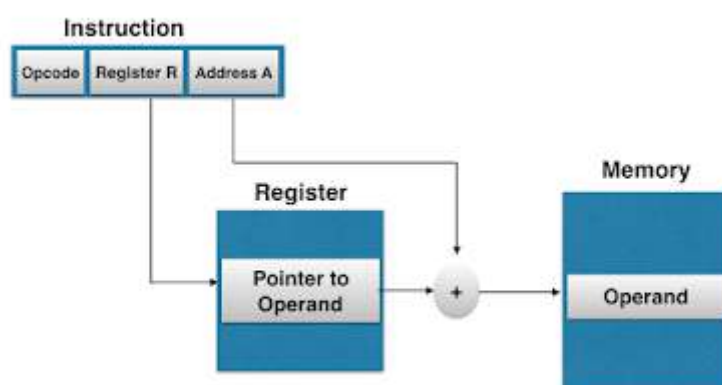 Instruction
Opcode Register R Address A
Memory
Register
Pointer to
Operand
+
Operand